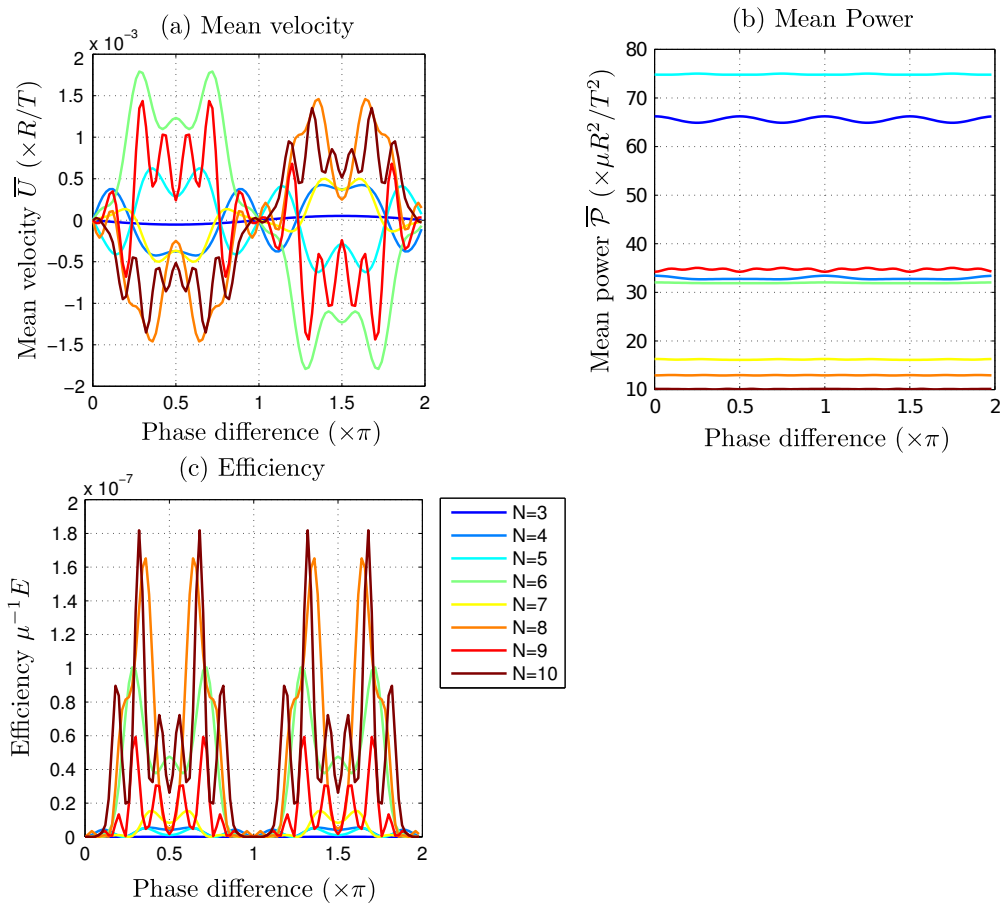 (a) Mean velocity
x 10⁻³
2
1.5
1
0.5
0
−0.5
−1
−1.5
−2
Mean velocity U̅ (×R/T)
0 0.5 1 1.5 2
Phase difference (×π)
(b) Mean Power
80
70
60
50
40
30
20
10
Mean power 𝒫̅ (×μR²/T²)
0 0.5 1 1.5 2
Phase difference (×π)
(c) Efficiency
x 10⁻⁷
2
1.8
1.6
1.4
1.2
1
0.8
0.6
0.4
0.2
0
Efficiency μ⁻¹E
0 0.5 1 1.5 2
Phase difference (×π)
N=3
N=4
N=5
N=6
N=7
N=8
N=9
N=10